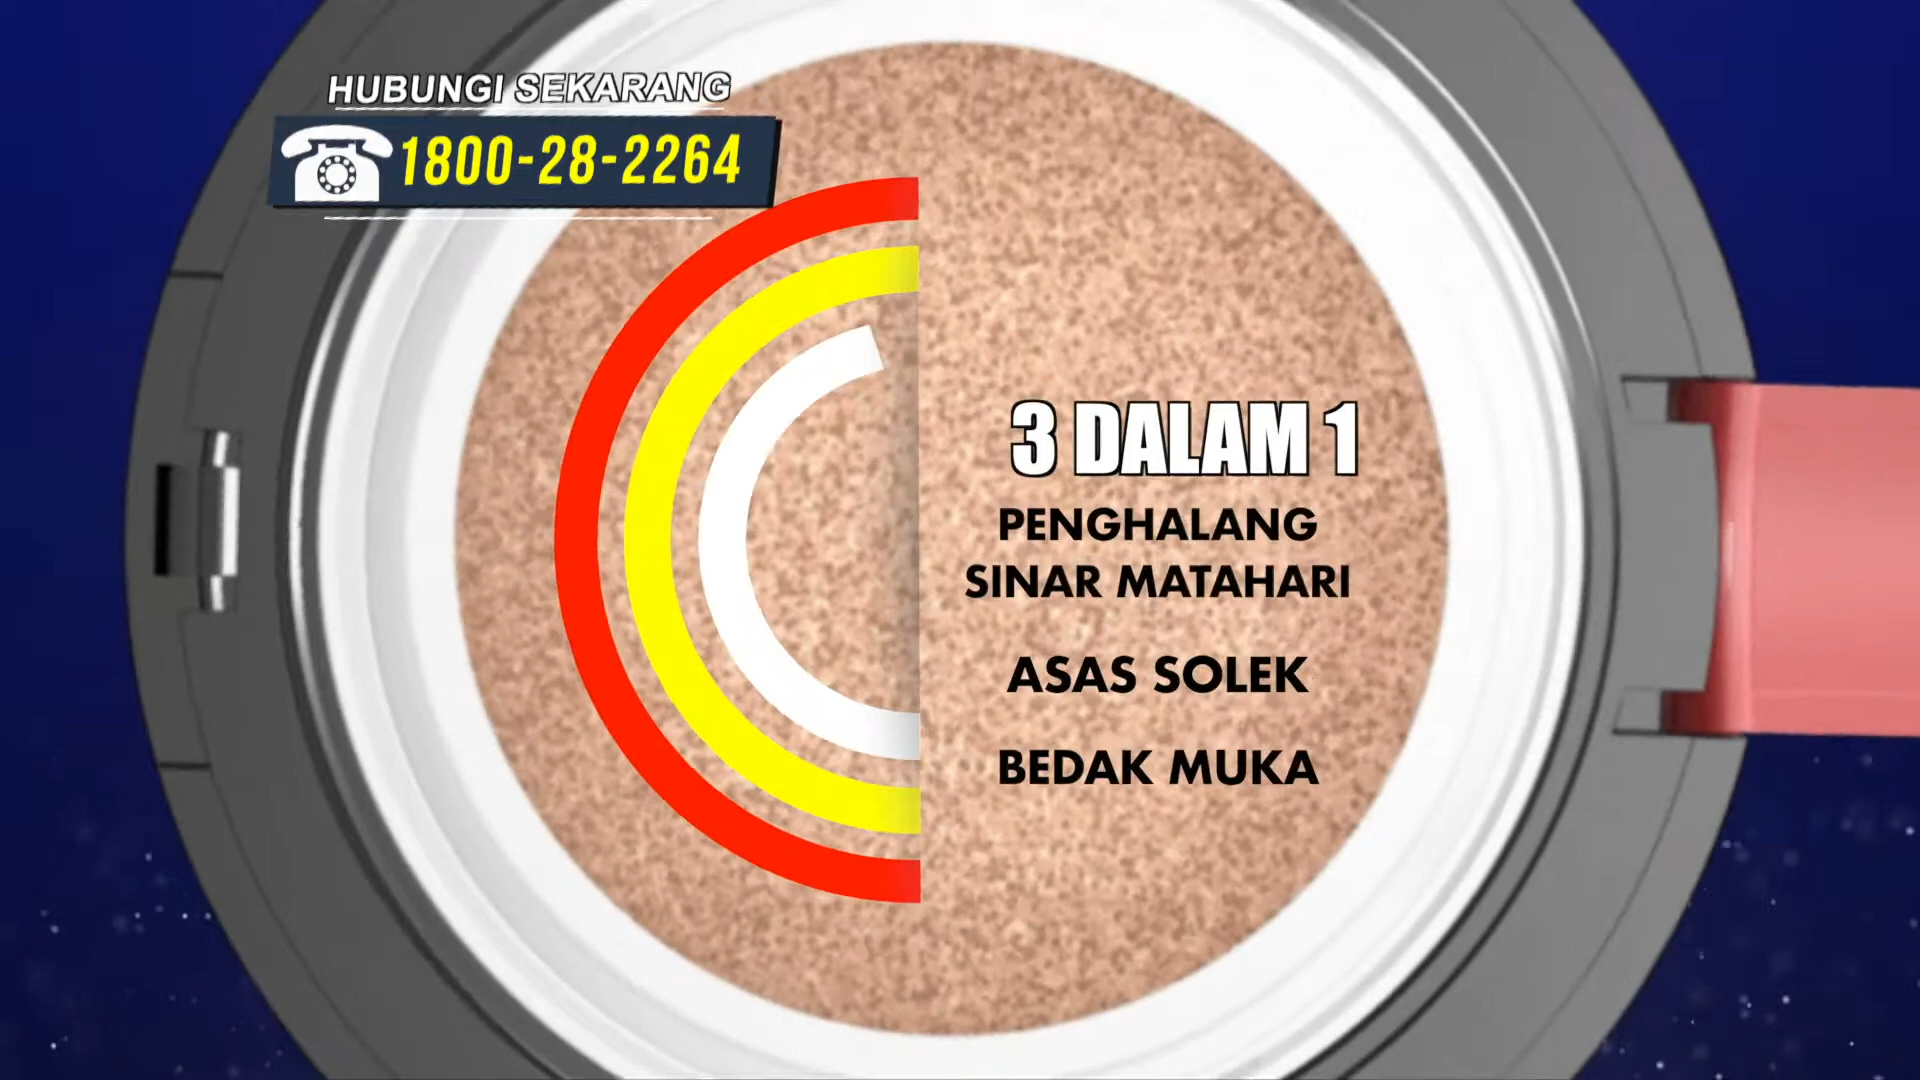 HUBUNGI SEKARANG
1800-28-2264
3 DALAM 1
PENGHALANG
SINAR MATAHARI
ASAS SOLEK
BEDAK MUKA